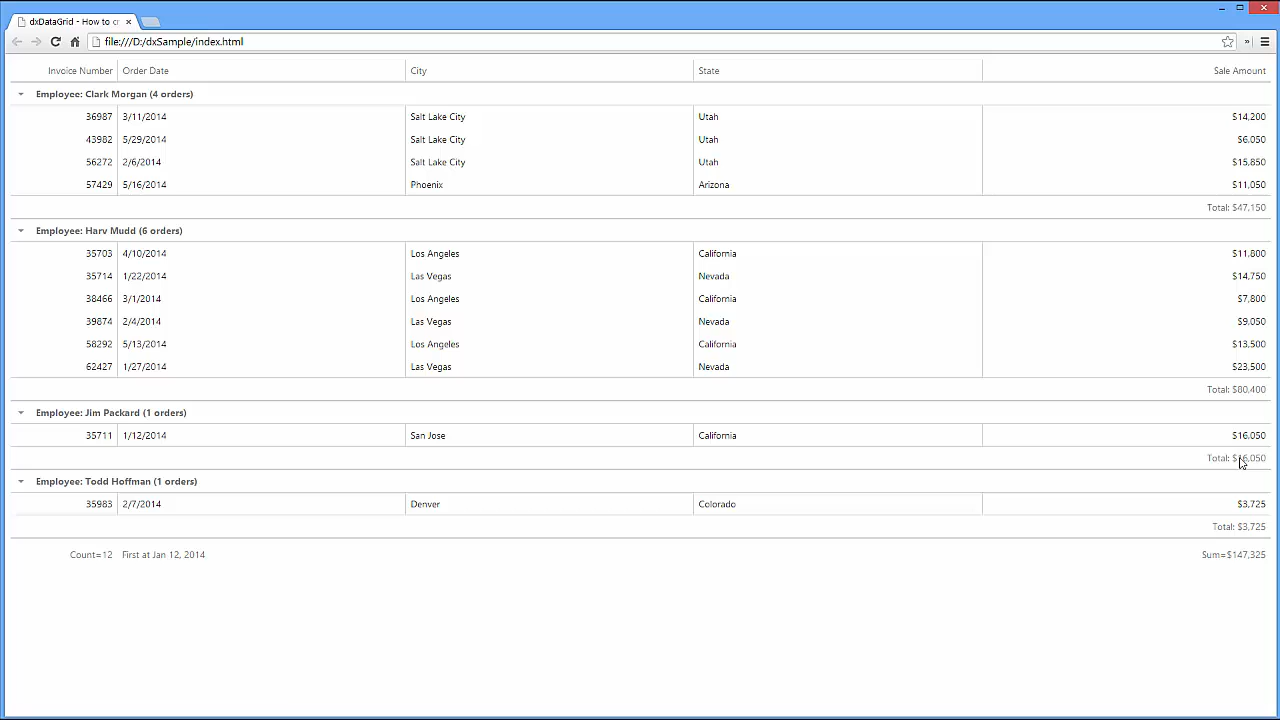 dxDataGrid - How to cr
file:///D:/dxSample/index.html
Invoice Number Order Date City State Sale Amount
Employee: Clark Morgan (4 orders)
36987 3/11/2014 Salt Lake City Utah $14,200
43982 5/29/2014 Salt Lake City Utah $6,050
56272 2/6/2014 Salt Lake City Utah $15,850
57429 5/16/2014 Phoenix Arizona $11,050
Total: $47,150
Employee: Harv Mudd (6 orders)
35703 4/10/2014 Los Angeles California $11,800
35714 1/22/2014 Las Vegas Nevada $14,750
38466 3/1/2014 Los Angeles California $7,800
39874 2/4/2014 Las Vegas Nevada $9,050
58292 5/13/2014 Los Angeles California $13,500
62427 1/27/2014 Las Vegas Nevada $23,500
Total: $80,400
Employee: Jim Packard (1 orders)
35711 1/12/2014 San Jose California $16,050
Total: $16,050
Employee: Todd Hoffman (1 orders)
35983 2/7/2014 Denver Colorado $3,725
Total: $3,725
Count=12 First at Jan 12, 2014 Sum=$147,325